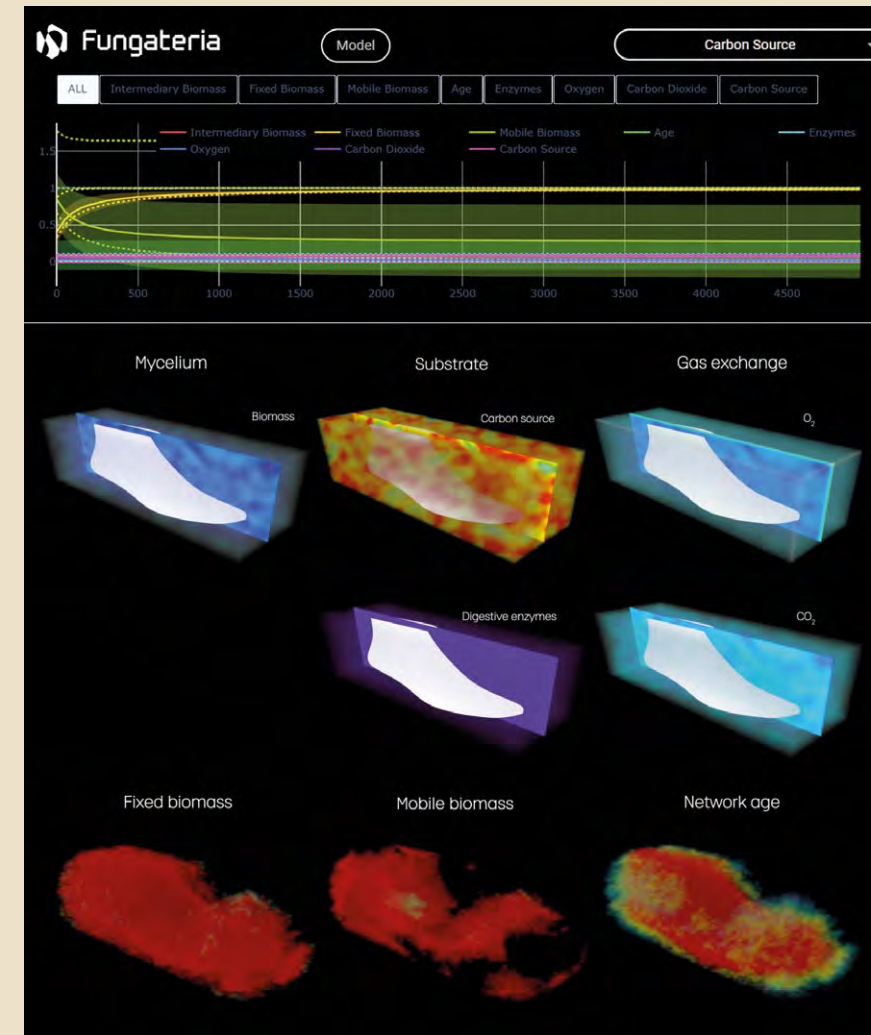 Fungateria
Model
Carbon Source
ALL Intermediary Biomass Fixed Biomass Mobile Biomass Age Enzymes Oxygen Carbon Dioxide Carbon Source
Intermediary Biomass Fixed Biomass Mobile Biomass Age Enzymes
Oxygen Carbon Dioxide Carbon Source
1.5
1
0.5
0
0 500 1000 1500 2000 2500 3000 3500 4000 4500
Mycelium Substrate Gas exchange
Biomass Carbon source O₂
Digestive enzymes CO₂
Fixed biomass Mobile biomass Network age